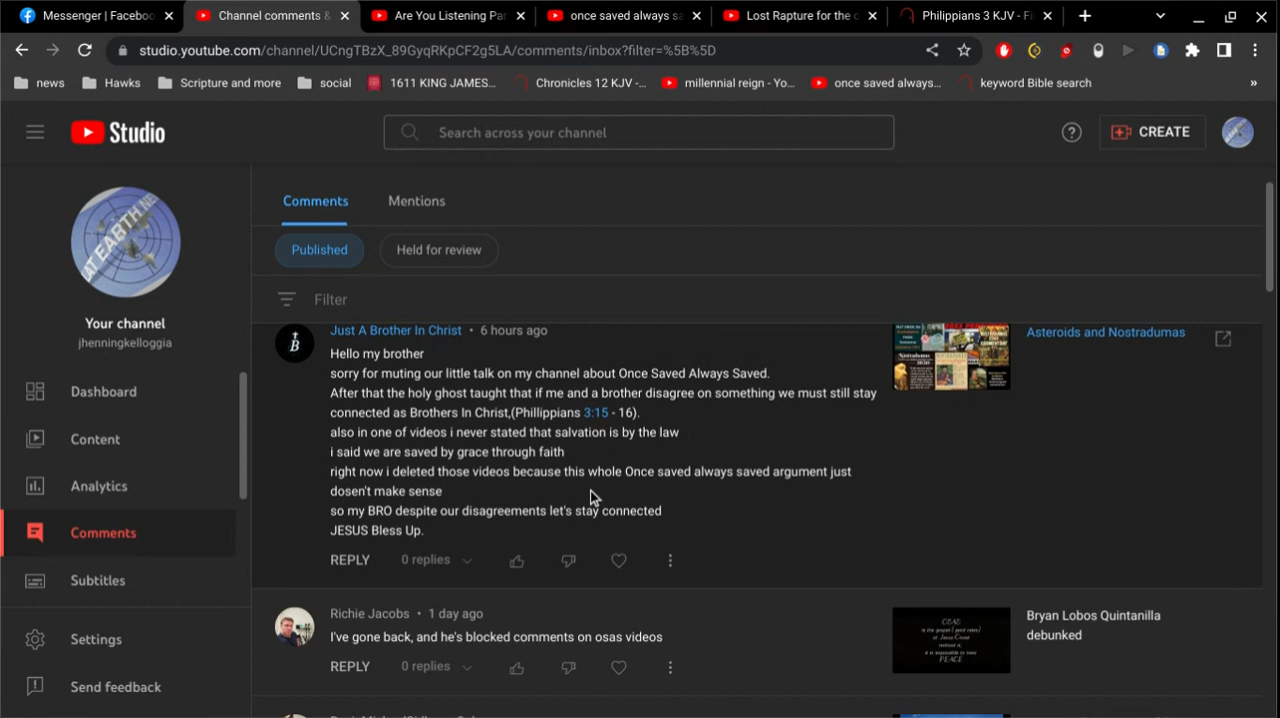 Messenger | Faceboo
Channel comments &
Are You Listening Par
once saved always sa
Lost Rapture for the c
Philippians 3 KJV - Fi
studio.youtube.com/channel/UCngTBzX_89GyqRKpCF2g5LA/comments/inbox?filter=%5B%5D
news
Hawks
Scripture and more
social
1611 KING JAMES...
Chronicles 12 KJV -...
millennial reign - Yo...
once saved always...
keyword Bible search
»
Studio
Search across your channel
CREATE
Your channel
jhenningkelloggia
Dashboard
Content
Analytics
Comments
Subtitles
Settings
Send feedback
Comments
Mentions
Published
Held for review
Filter
Just A Brother In Christ • 6 hours ago
Hello my brother
sorry for muting our little talk on my channel about Once Saved Always Saved.
After that the holy ghost taught that if me and a brother disagree on something we must still stay
connected as Brothers In Christ,(Phillippians 3:15 - 16).
also in one of videos i never stated that salvation is by the law
i said we are saved by grace through faith
right now i deleted those videos because this whole Once saved always saved argument just
dosen't make sense
so my BRO despite our disagreements let's stay connected
JESUS Bless Up.
REPLY
0 replies
Asteroids and Nostradumas
Richie Jacobs • 1 day ago
I've gone back, and he's blocked comments on osas videos
REPLY
0 replies
Bryan Lobos Quintanilla
debunked
PEACE